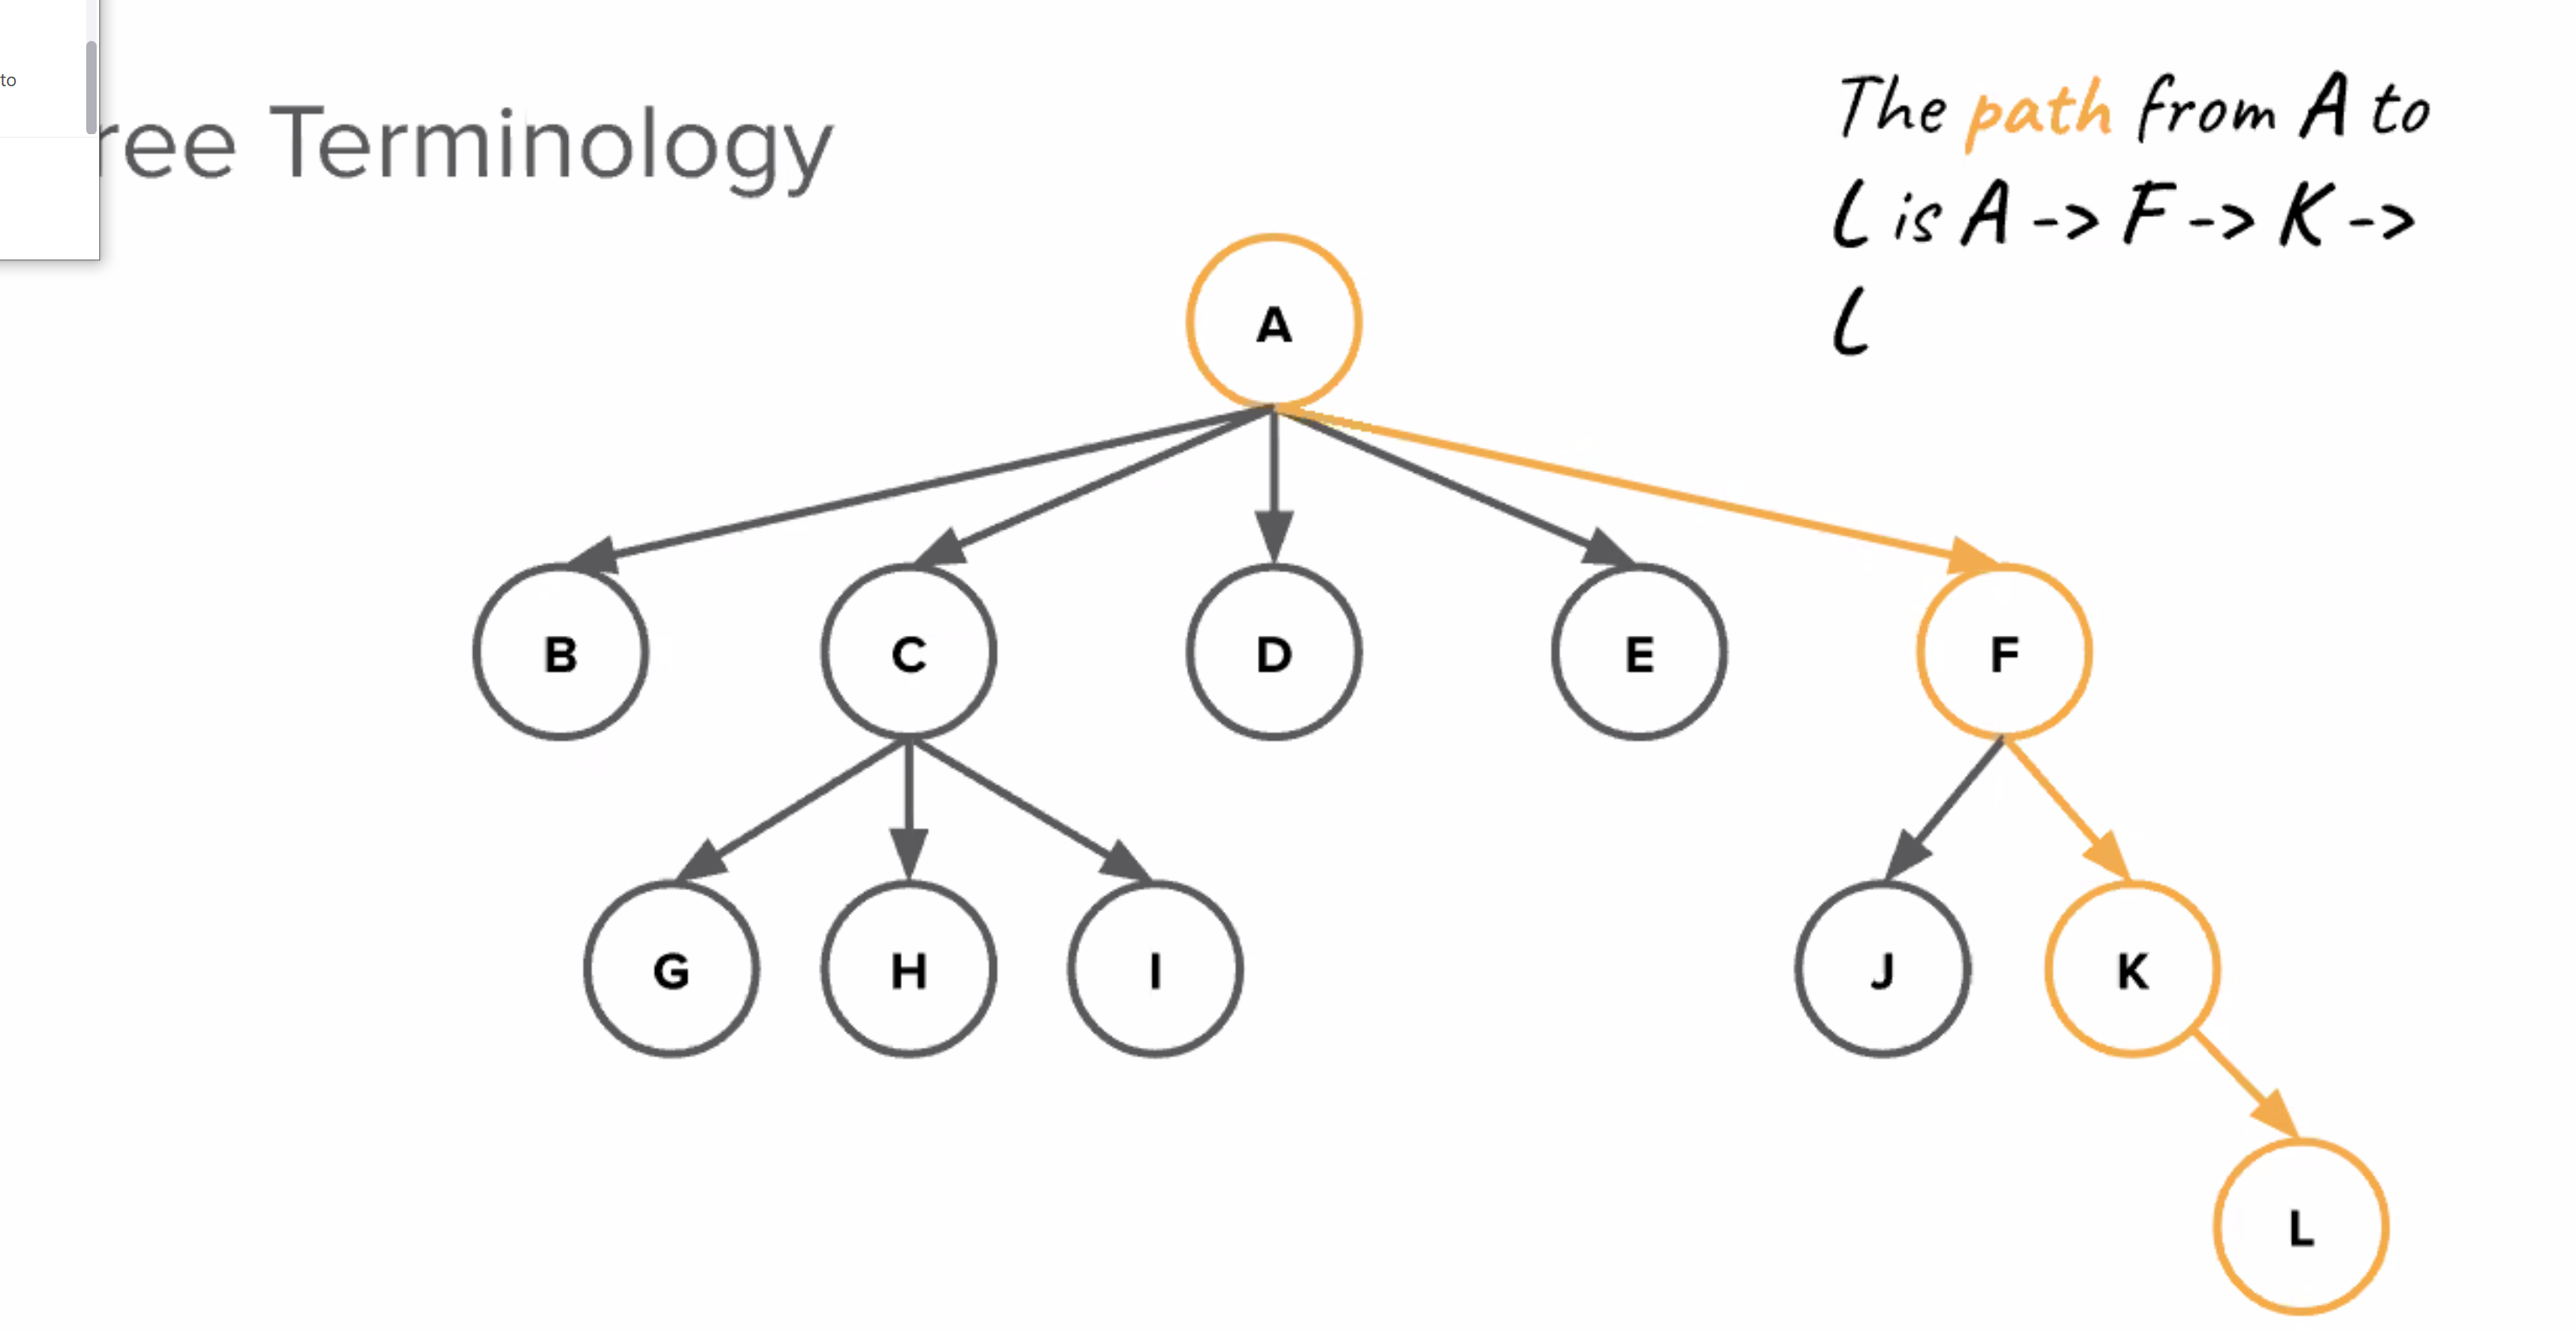 to
ree Terminology
The path from A to
L is A -> F -> K ->
L
A
B C D E F
G H I J K
L